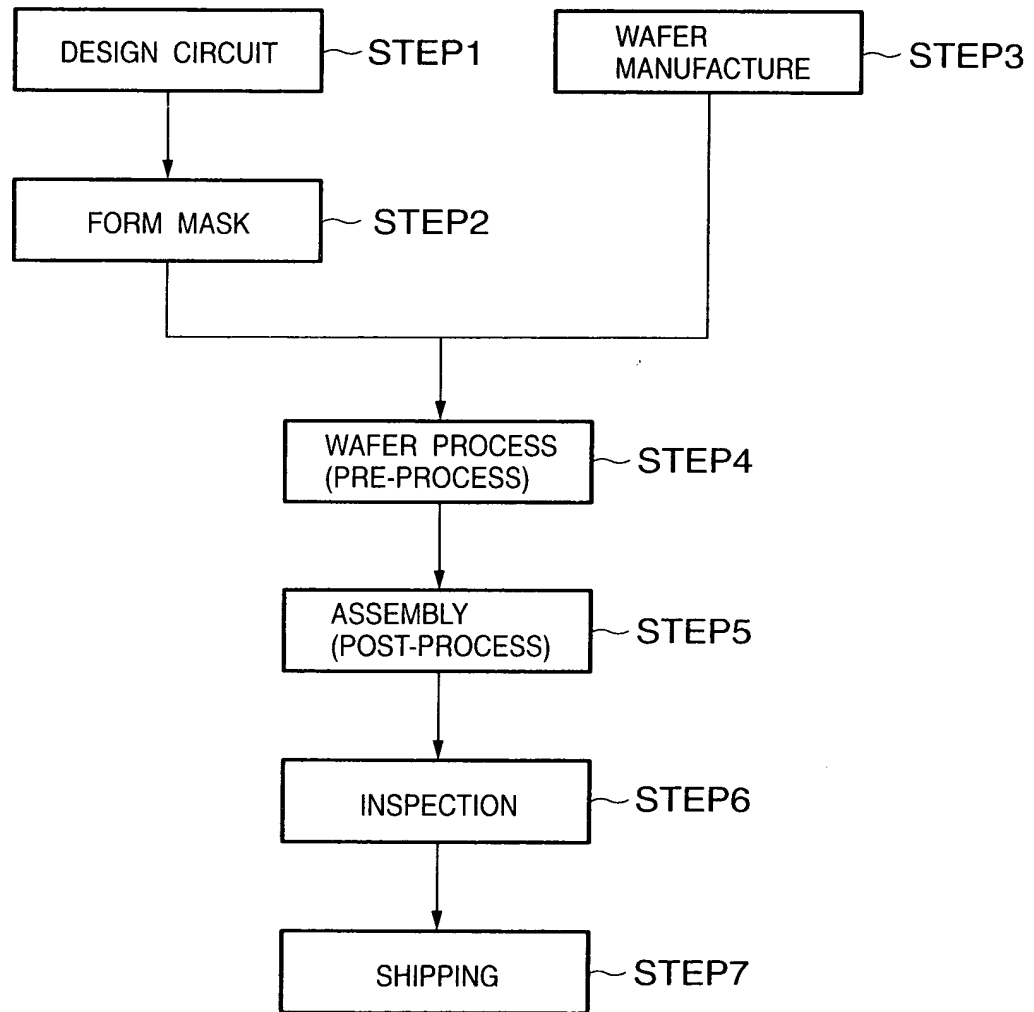 DESIGN CIRCUIT
STEP1
WAFER
MANUFACTURE
STEP3
FORM MASK
STEP2
WAFER PROCESS
(PRE-PROCESS)
STEP4
ASSEMBLY
(POST-PROCESS)
STEP5
INSPECTION
STEP6
SHIPPING
STEP7